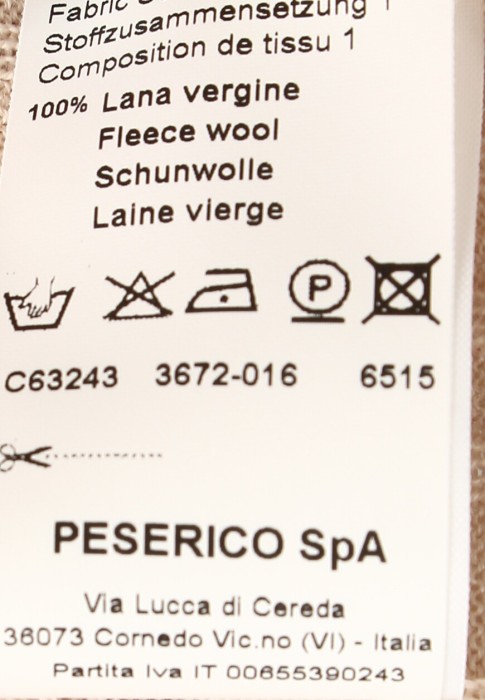 Fabric
Stoffzusammensetzung 1
Composition de tissu 1
100% Lana vergine
Fleece wool
Schunwolle
Laine vierge
P
C63243 3672-016 6515
PESERICO SpA
Via Lucca di Cereda
36073 Cornedo Vic.no (VI) - Italia
Partita Iva IT 00655390243